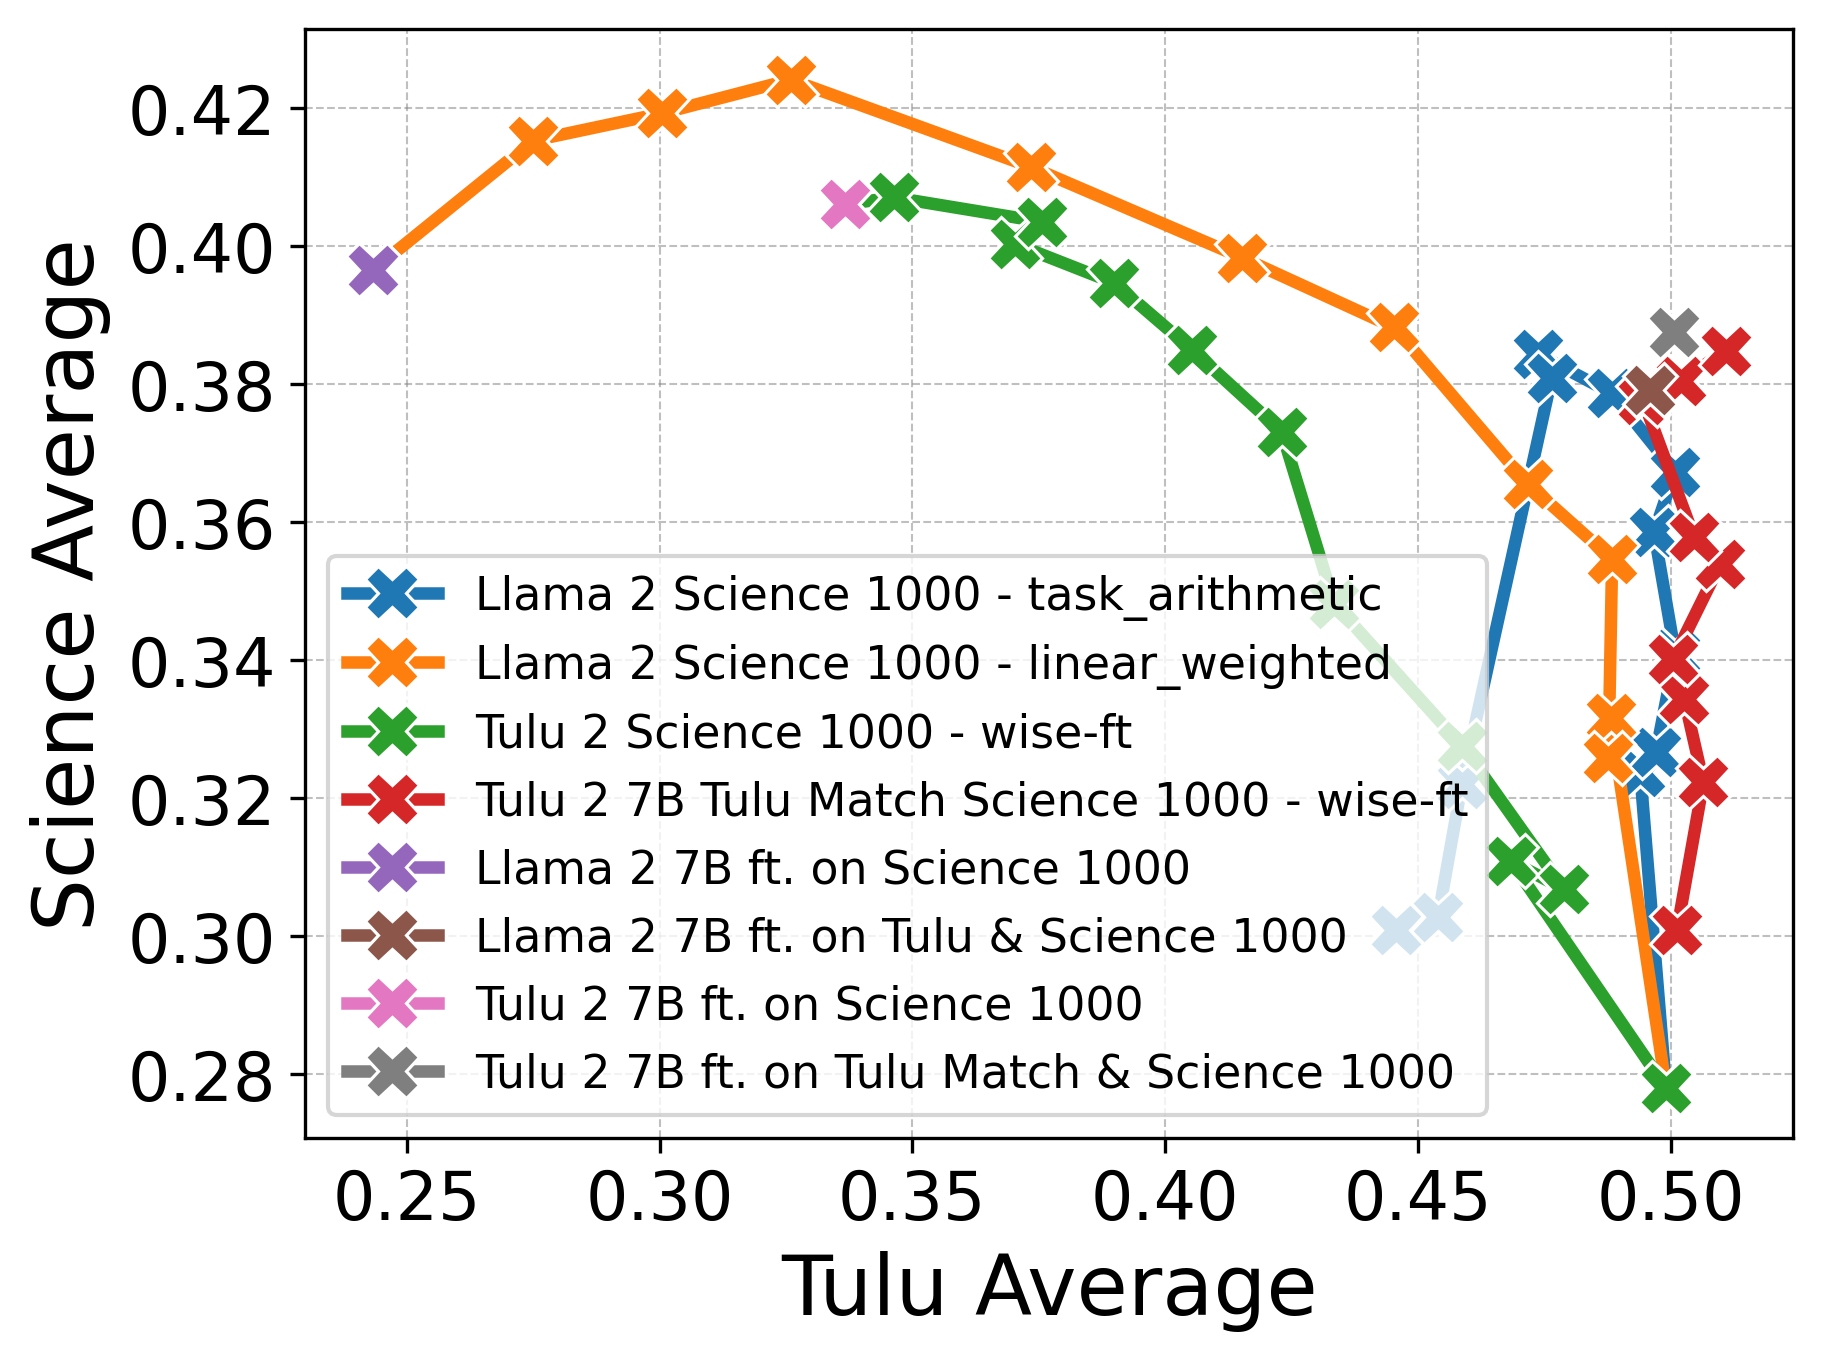 Science Average
0.42
0.40
0.38
0.36
0.34
0.32
0.30
0.28
Llama 2 Science 1000 - task_arithmetic
Llama 2 Science 1000 - linear_weighted
Tulu 2 Science 1000 - wise-ft
Tulu 2 7B Tulu Match Science 1000 - wise-ft
Llama 2 7B ft. on Science 1000
Llama 2 7B ft. on Tulu & Science 1000
Tulu 2 7B ft. on Science 1000
Tulu 2 7B ft. on Tulu Match & Science 1000
0.25 0.30 0.35 0.40 0.45 0.50
Tulu Average